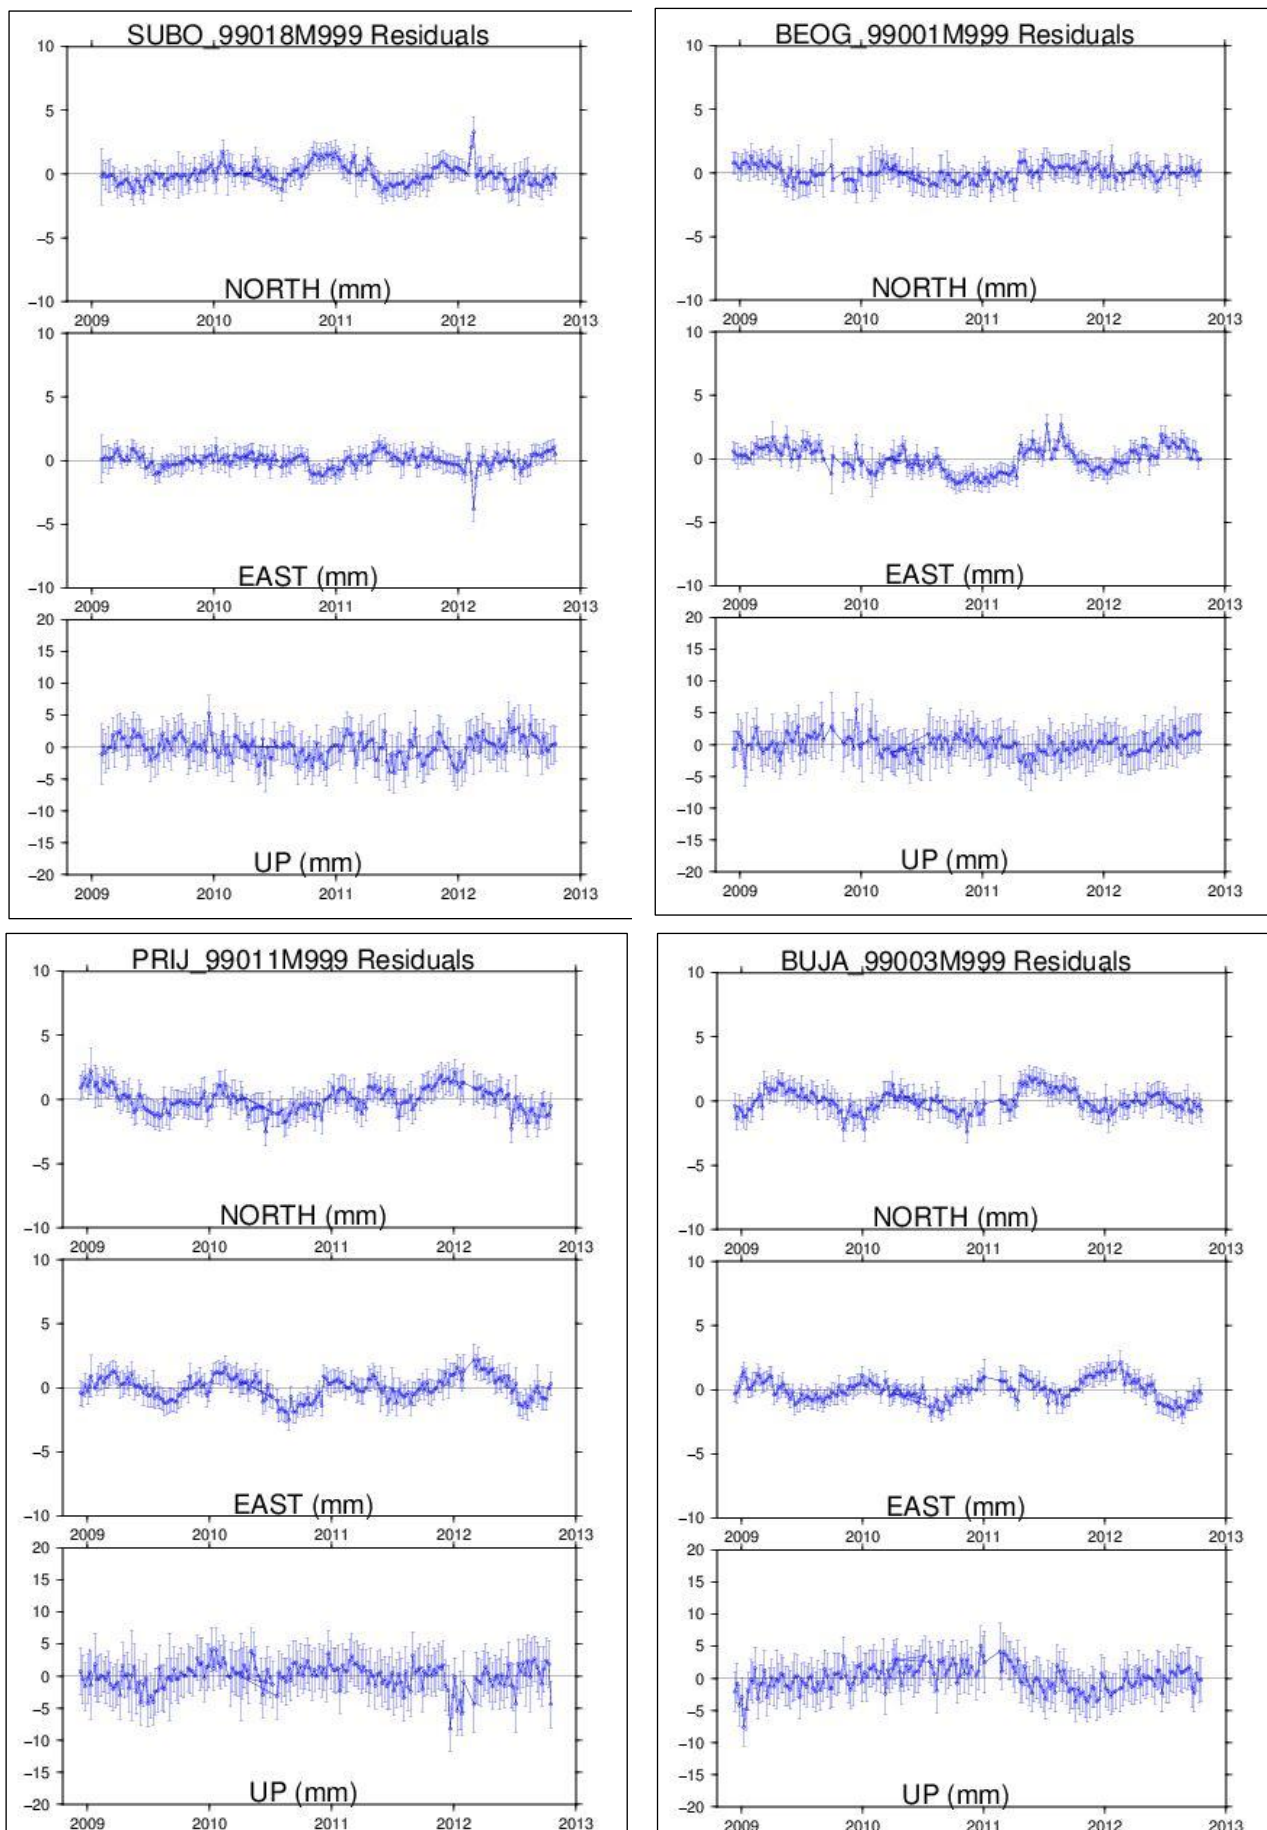 SUBO_99018M999 Residuals
10
5
0
−5
−10
NORTH (mm)
2009 2010 2011 2012 2013
10
5
0
−5
−10
EAST (mm)
2009 2010 2011 2012 2013
20
15
10
5
0
−5
−10
−15
−20
UP (mm)
2009 2010 2011 2012 2013
BEOG_99001M999 Residuals
10
5
0
−5
−10
NORTH (mm)
2009 2010 2011 2012 2013
10
5
0
−5
−10
EAST (mm)
2009 2010 2011 2012 2013
20
15
10
5
0
−5
−10
−15
−20
UP (mm)
2009 2010 2011 2012 2013
PRIJ_99011M999 Residuals
10
5
0
−5
−10
NORTH (mm)
2009 2010 2011 2012 2013
10
5
0
−5
−10
EAST (mm)
2009 2010 2011 2012 2013
20
15
10
5
0
−5
−10
−15
−20
UP (mm)
2009 2010 2011 2012 2013
BUJA_99003M999 Residuals
10
5
0
−5
−10
NORTH (mm)
2009 2010 2011 2012 2013
10
5
0
−5
−10
EAST (mm)
2009 2010 2011 2012 2013
20
15
10
5
0
−5
−10
−15
−20
UP (mm)
2009 2010 2011 2012 2013